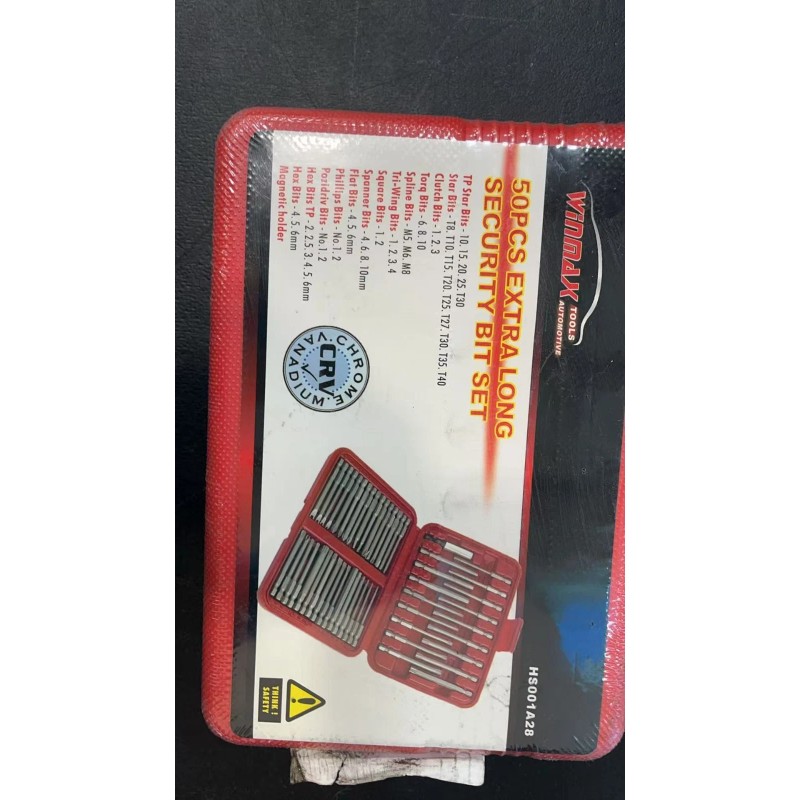 WINMAX
TOOLS
AUTOMOTIVE
50PCS EXTRA LONG
SECURITY BIT SET
TP Star Bits - 10. 15. 20. 25. T30
Star Bits - T8. T10. T15. T20. T25. T27. T30. T35. T40
Clutch Bits - 1. 2. 3
Torq Bits - 6. 8. 10
Spline Bits - M5. M6. M8
Tri-Wing Bits - 1. 2. 3. 4
Square Bits - 1. 2
Spanner Bits - 4. 6. 8. 10mm
Flat Bits - 4. 5. 6mm
Phillips Bits - No.1. 2
Pozidriv Bits - No.1. 2
Hex Bits TP - 2. 2.5. 3. 4. 5. 6mm
Hex Bits - 4. 5. 6mm
Magnetic holder
CHROME
CRV
VANADIUM
THINK!
SAFETY
HS001A28